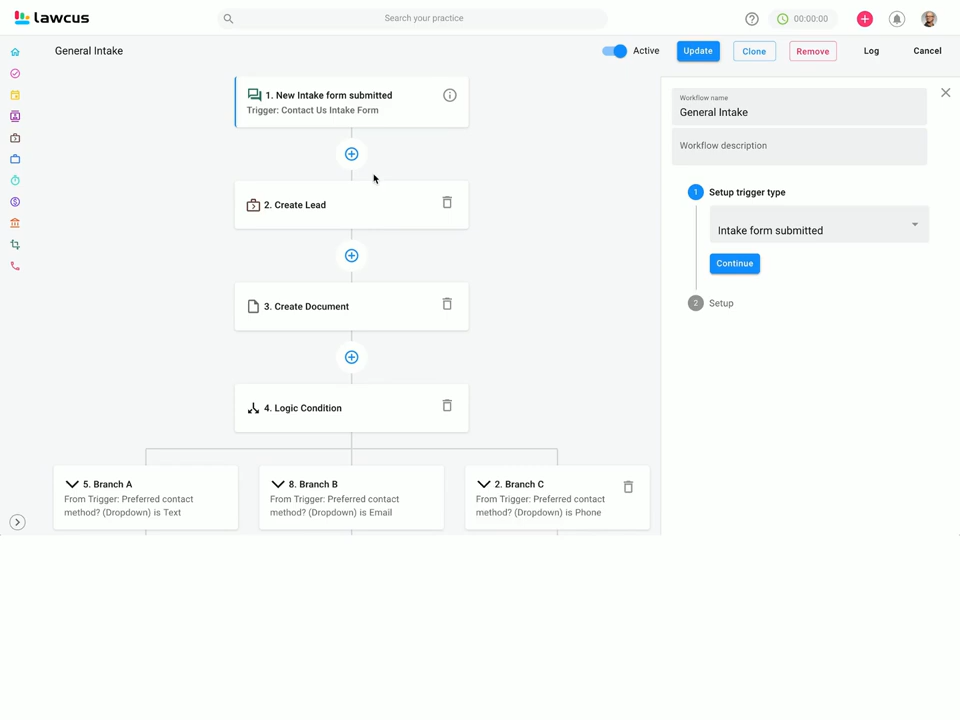 lawcus
Search your practice
00:00:00
General Intake
Active
Update
Clone
Remove
Log
Cancel
1. New Intake form submitted
Trigger: Contact Us Intake Form
2. Create Lead
3. Create Document
4. Logic Condition
5. Branch A
From Trigger: Preferred contact
method? (Dropdown) is Text
8. Branch B
From Trigger: Preferred contact
method? (Dropdown) is Email
2. Branch C
From Trigger: Preferred contact
method? (Dropdown) is Phone
Workflow name
General Intake
Workflow description
1 Setup trigger type
Intake form submitted
Continue
2 Setup